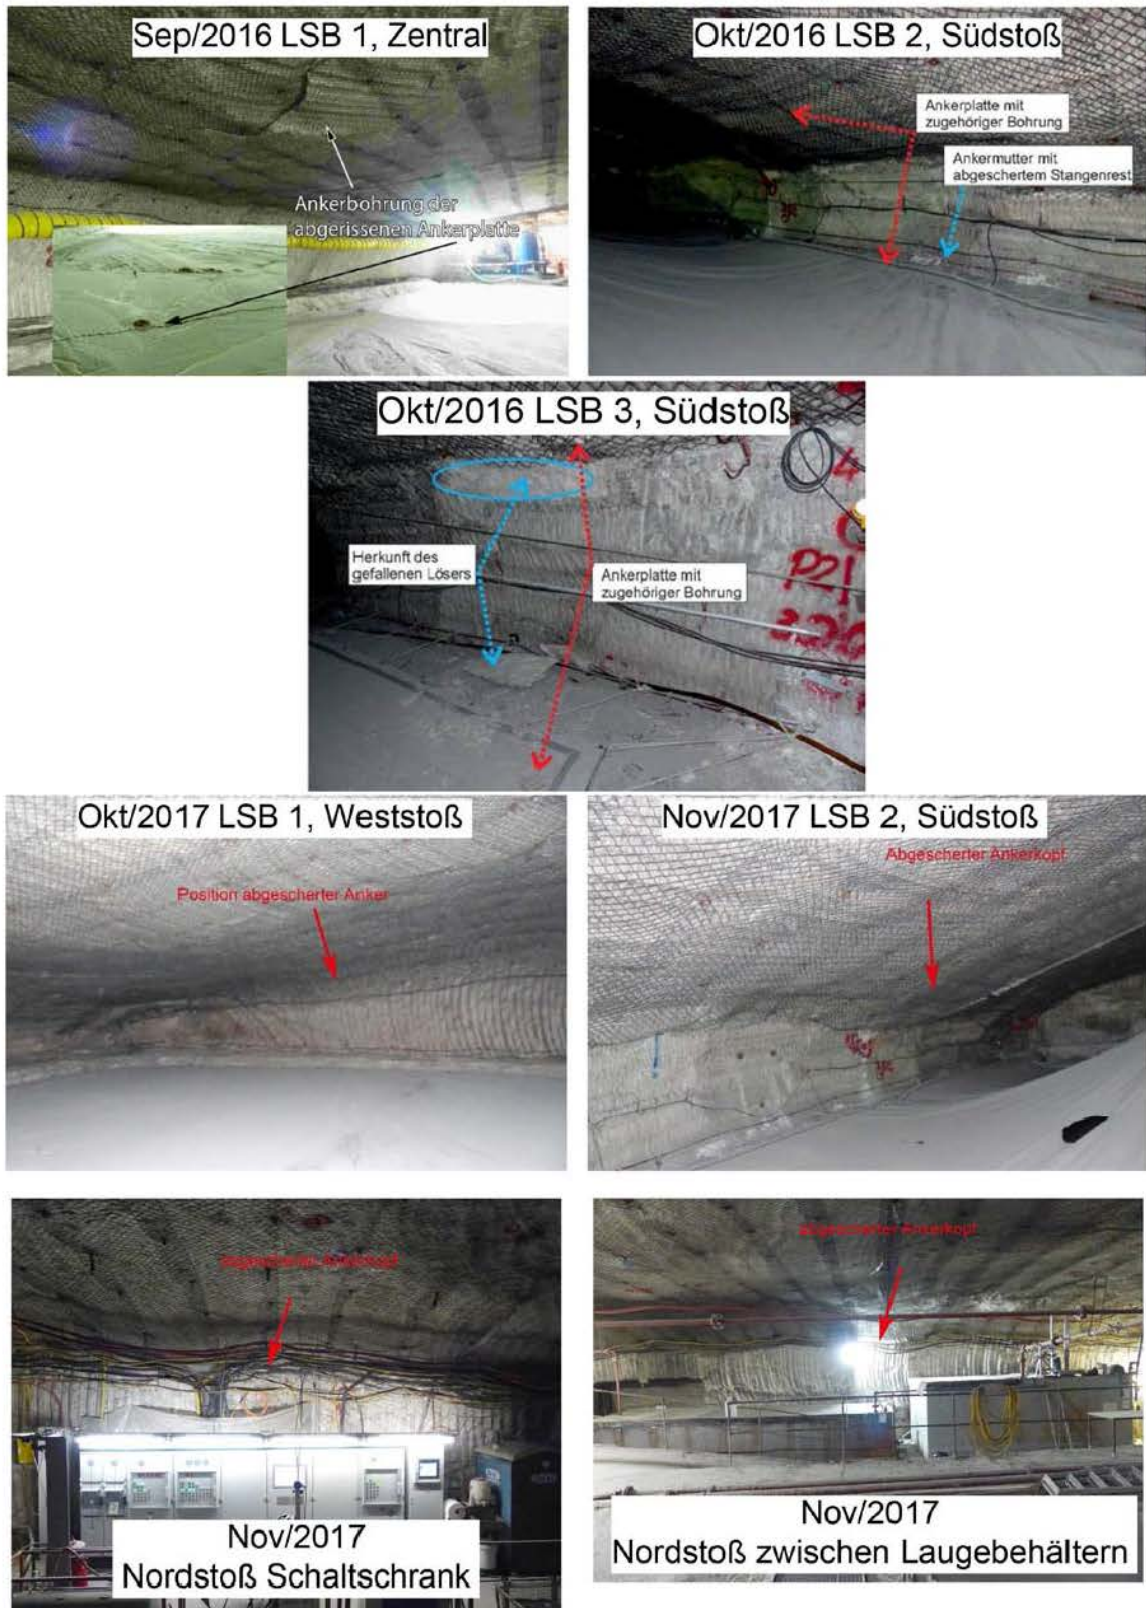 Sep/2016 LSB 1, Zentral
Ankerbohrung der
abgerissenen Ankerplatte
Okt/2016 LSB 2, Südstoß
Ankerplatte mit
zugehöriger Bohrung
Ankermutter mit
abgeschertem Stangenrest
Okt/2016 LSB 3, Südstoß
Herkunft des
gefallenen Lösers
Ankerplatte mit
zugehöriger Bohrung
4
P21
Okt/2017 LSB 1, Weststoß
Position abgescherter Anker
Nov/2017 LSB 2, Südstoß
Abgescherter Ankerkopf
abgescherter Ankerkopf
Nov/2017
Nordstoß Schaltschrank
abgescherter Ankerkopf
Nov/2017
Nordstoß zwischen Laugebehältern